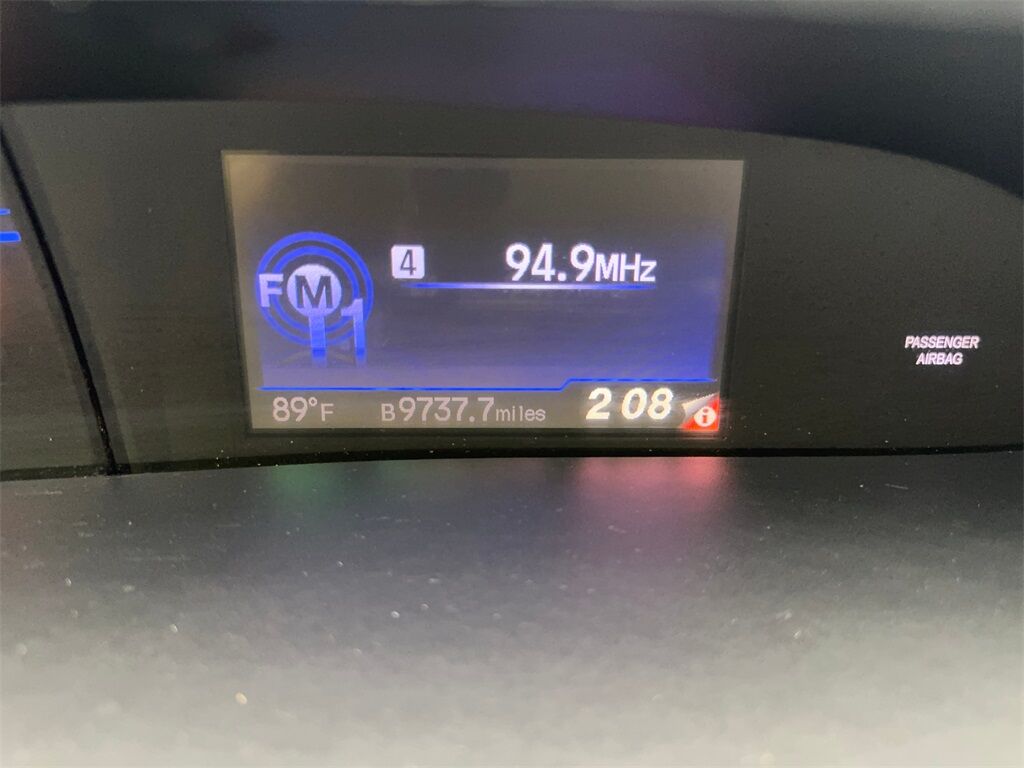 FM1
4 94.9MHz
89°F B9737.7miles 2 08 i
PASSENGER
AIRBAG